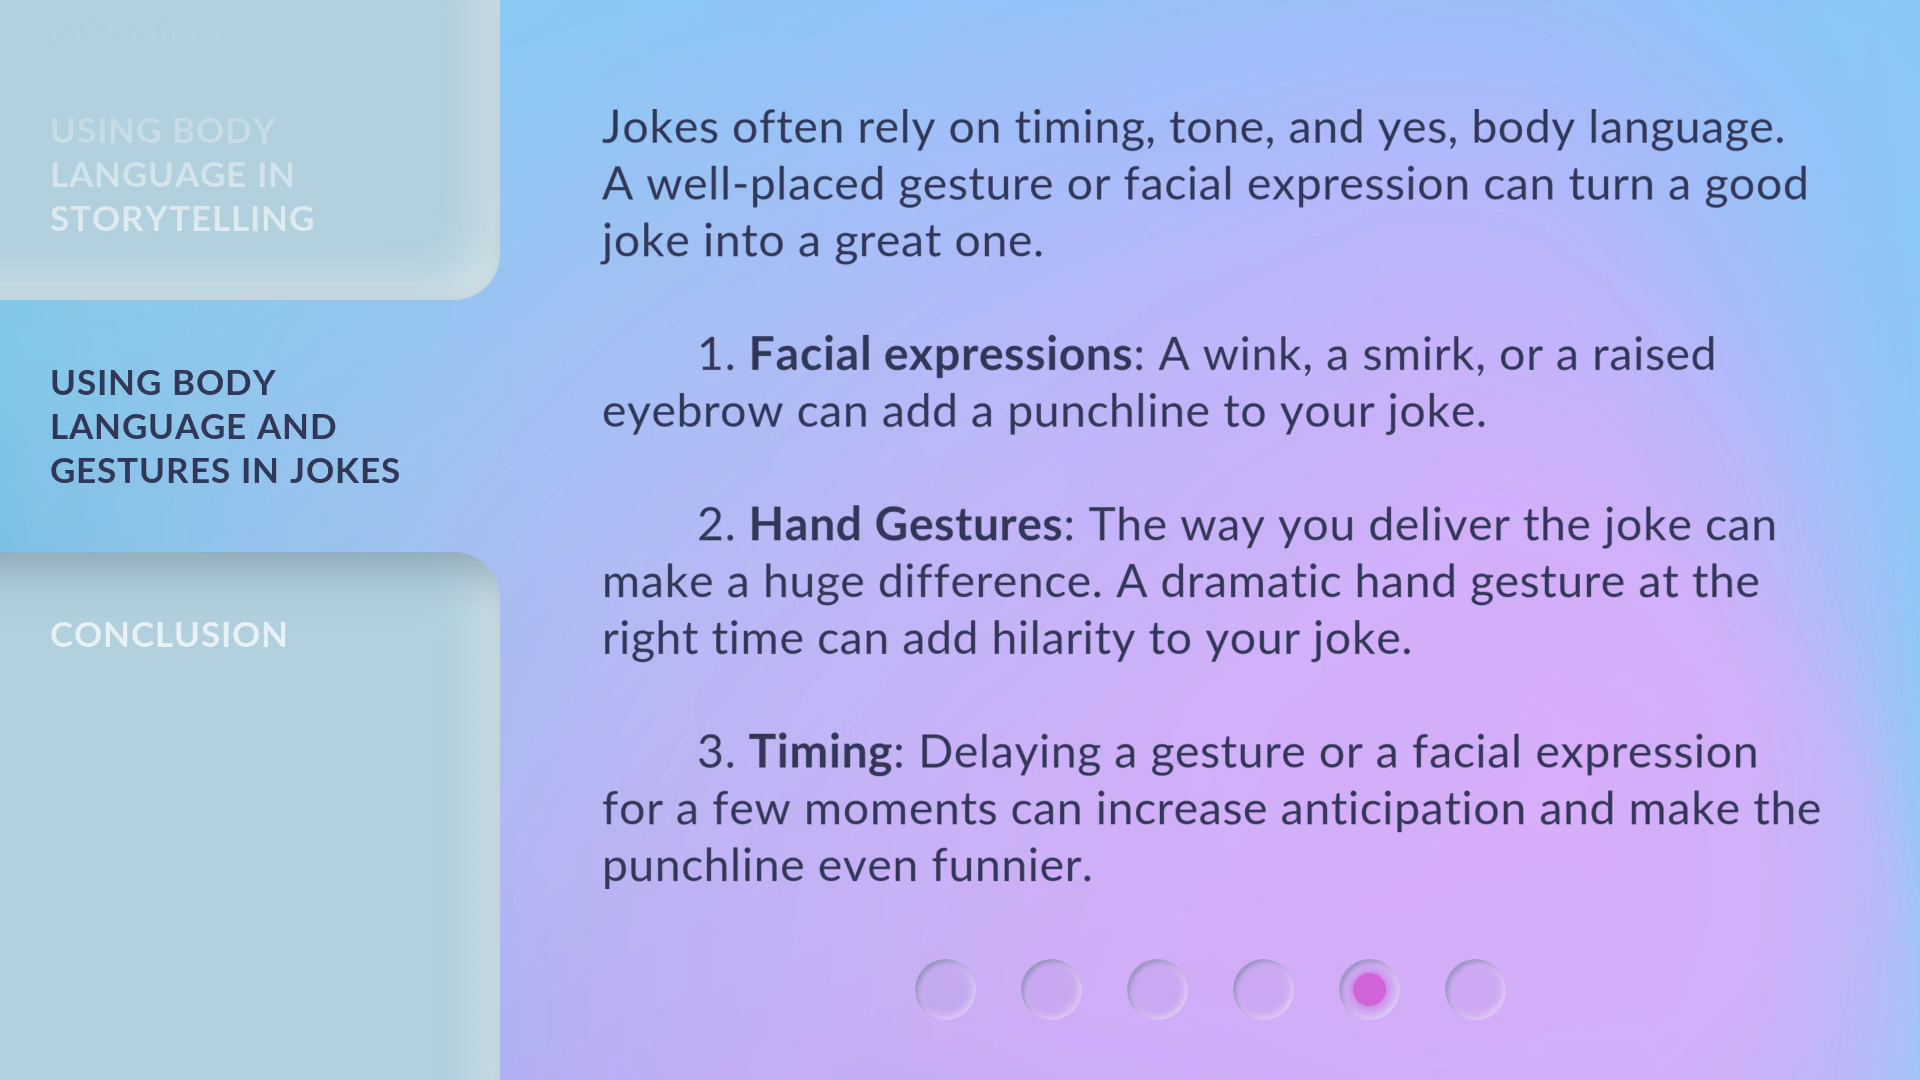 USING BODY
LANGUAGE IN
STORYTELLING
USING BODY
LANGUAGE AND
GESTURES IN JOKES
CONCLUSION
Jokes often rely on timing, tone, and yes, body language.
A well-placed gesture or facial expression can turn a good
joke into a great one.
1. Facial expressions: A wink, a smirk, or a raised
eyebrow can add a punchline to your joke.
2. Hand Gestures: The way you deliver the joke can
make a huge difference. A dramatic hand gesture at the
right time can add hilarity to your joke.
3. Timing: Delaying a gesture or a facial expression
for a few moments can increase anticipation and make the
punchline even funnier.